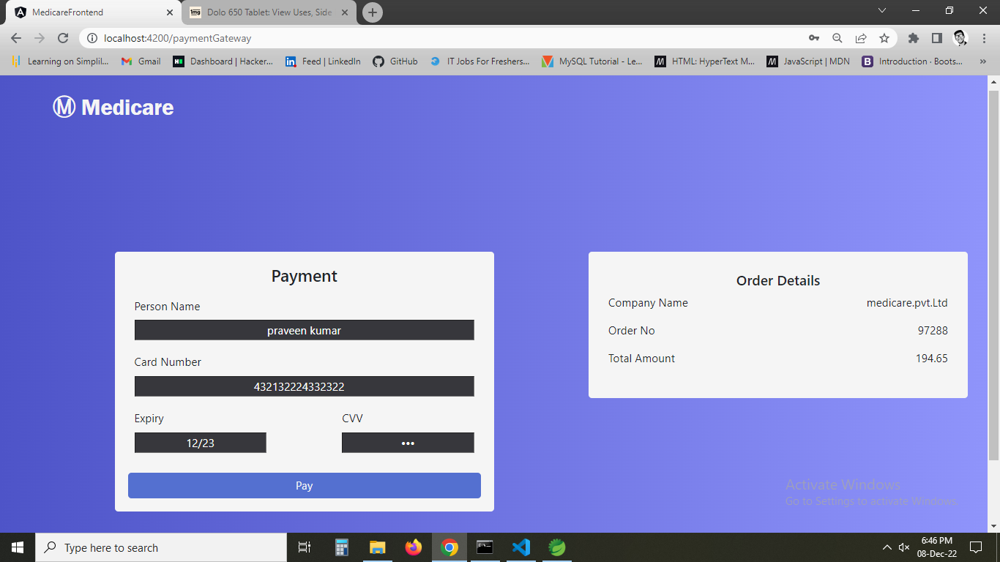 MedicareFrontend
1mg
Dolo 650 Tablet: View Uses, Side
localhost:4200/paymentGateway
Learning on Simplil...
Gmail
Dashboard | Hacker...
Feed | LinkedIn
GitHub
IT Jobs For Freshers...
MySQL Tutorial - Le...
HTML: HyperText M...
JavaScript | MDN
Introduction · Boots...
Ⓜ Medicare
Payment
Person Name
praveen kumar
Card Number
432132224332322
Expiry
CVV
12/23
•••
Pay
Order Details
Company Name
medicare.pvt.Ltd
Order No
97288
Total Amount
194.65
Activate Windows
Go to Settings to activate Windows.
Type here to search
6:46 PM
08-Dec-22